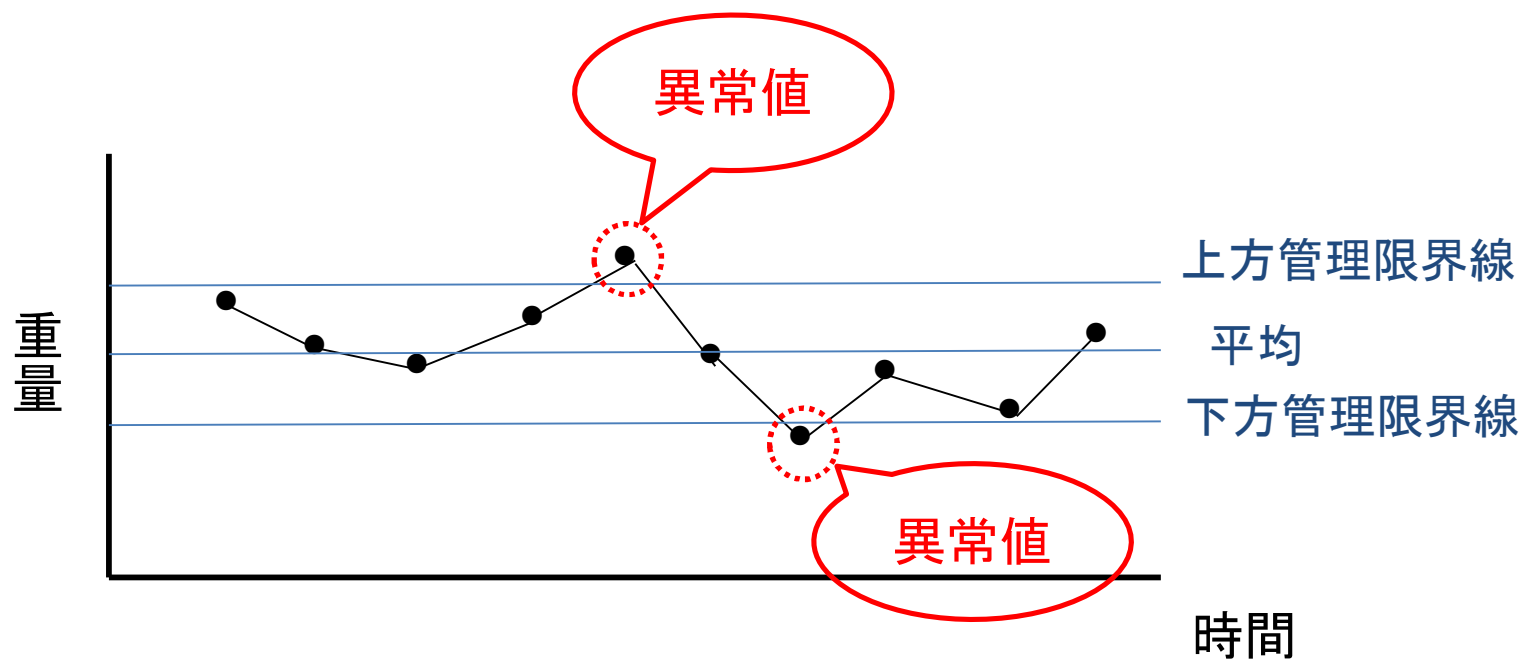 異常値
上方管理限界線
重量
平均
下方管理限界線
異常値
時間